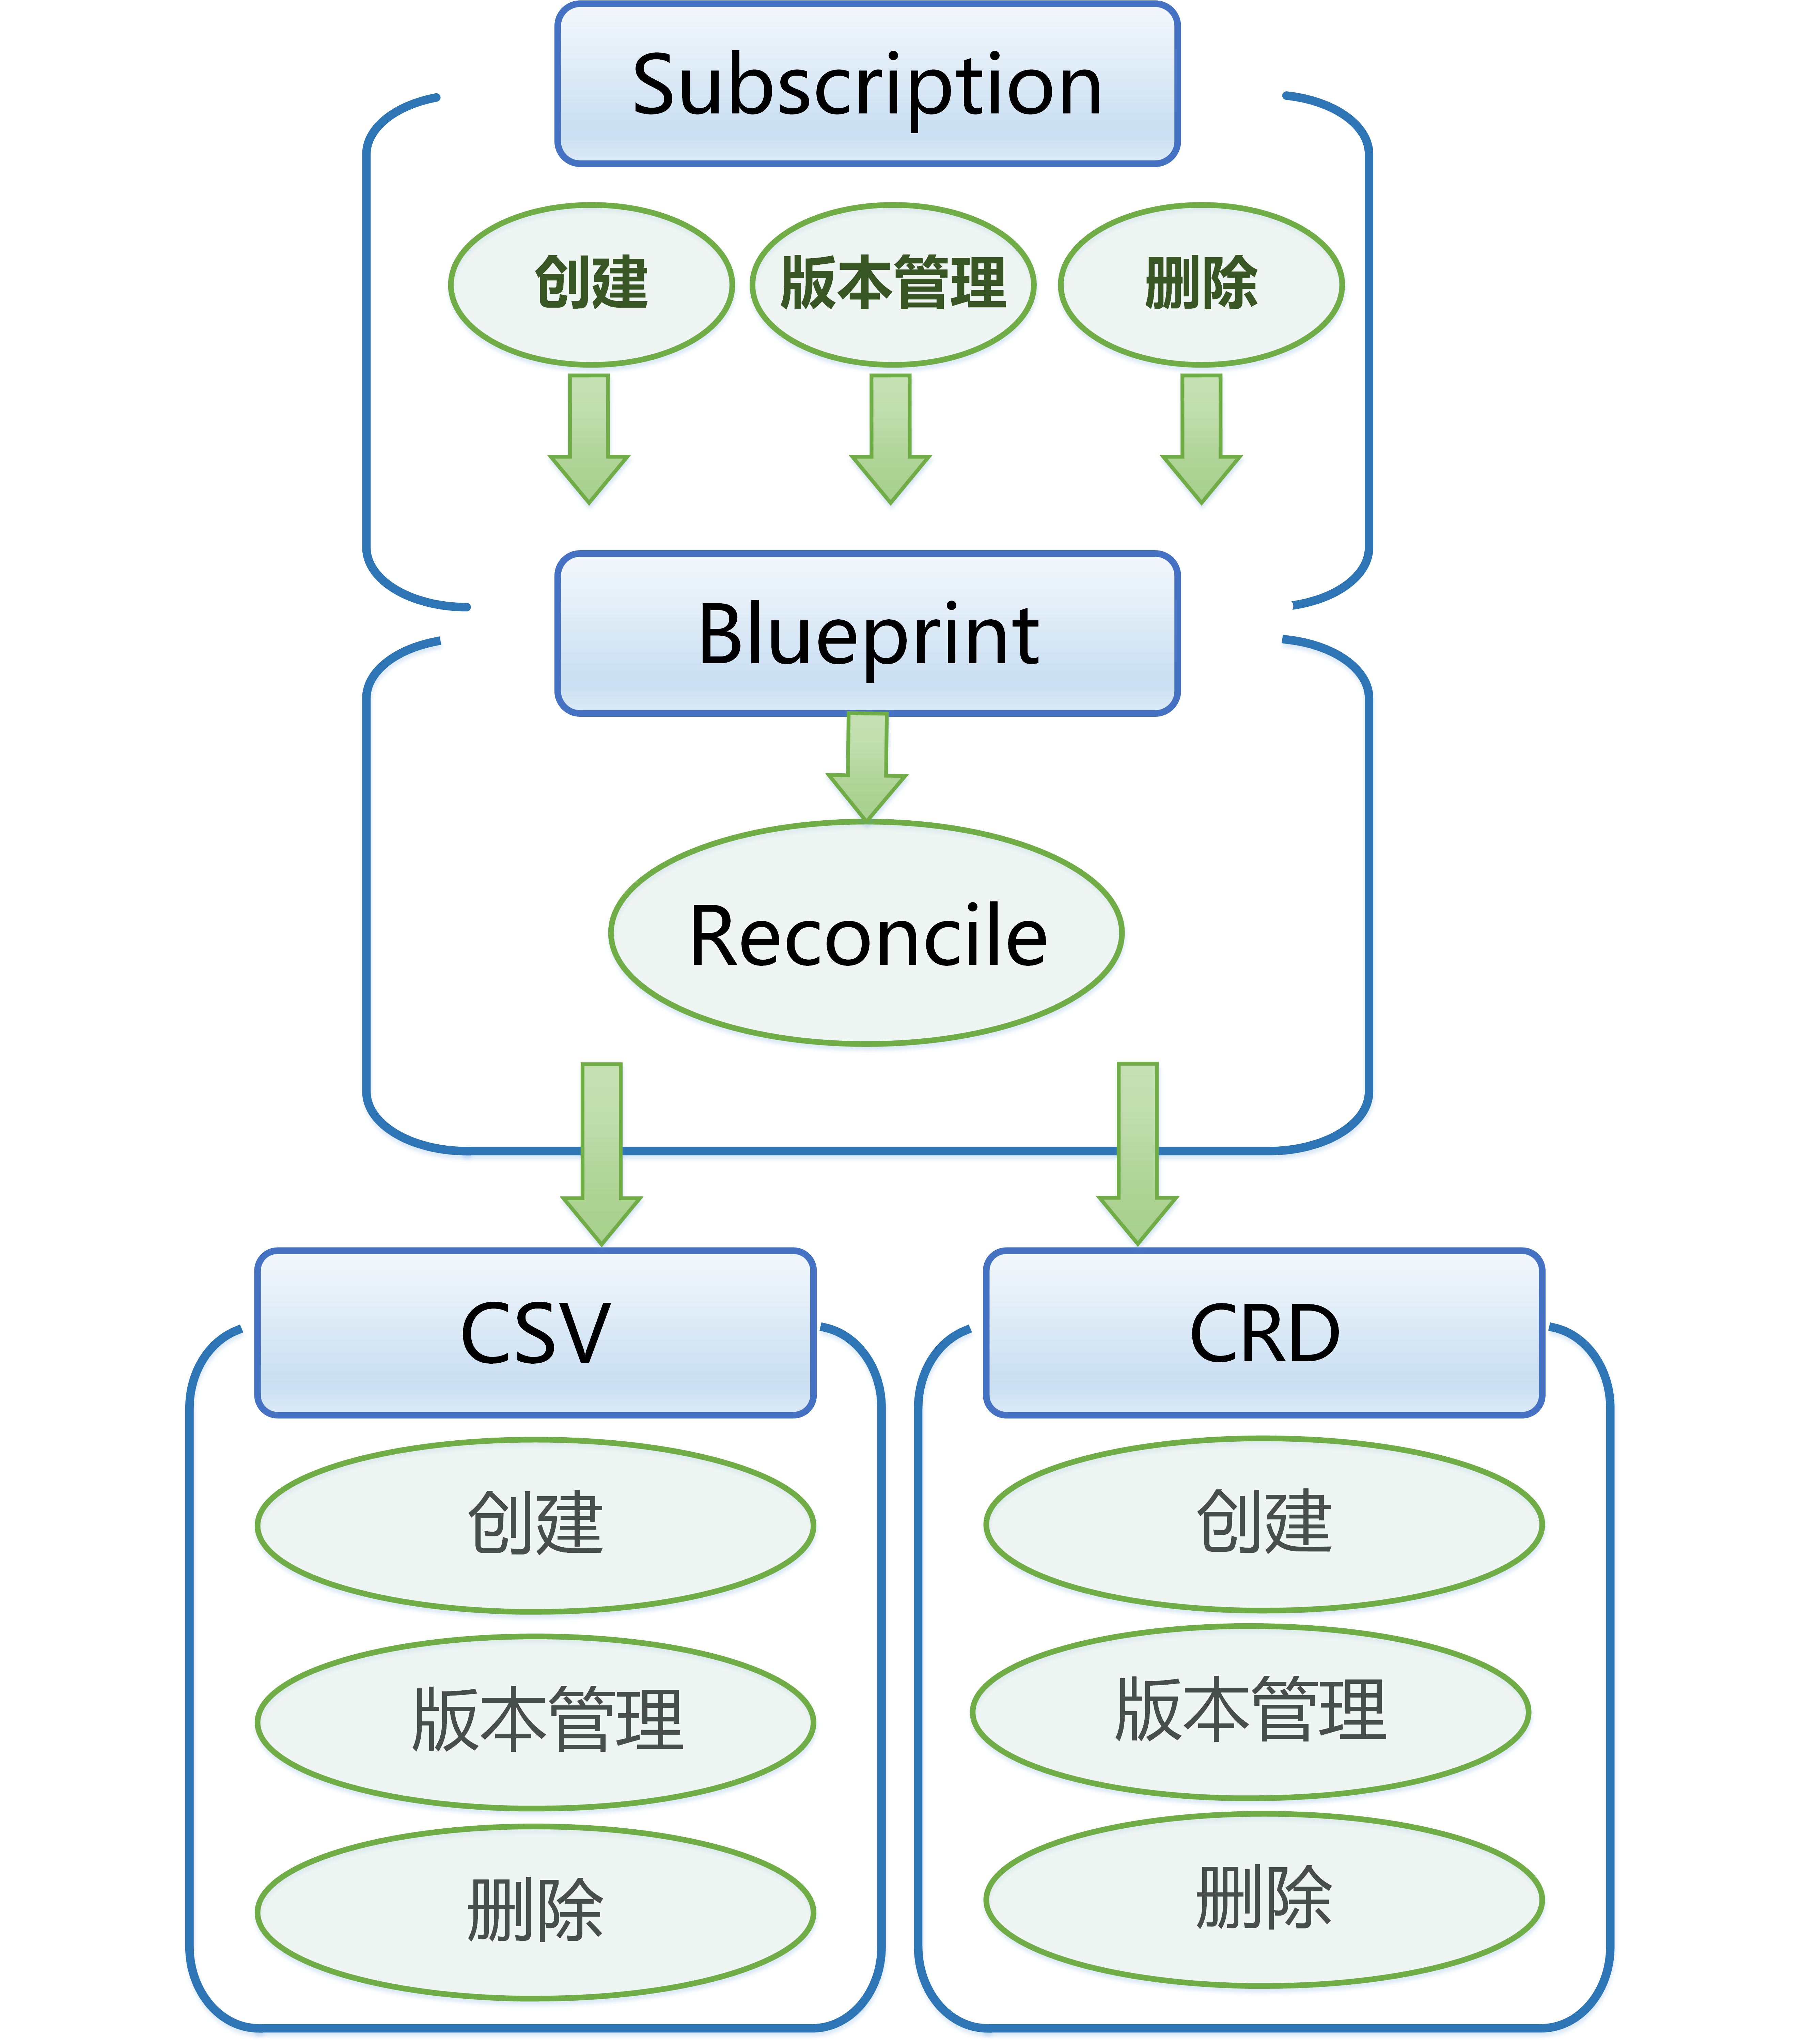 Subscription
创建
版本管理
删除
Blueprint
Reconcile
CSV
CRD
创建
创建
版本管理
版本管理
删除
删除